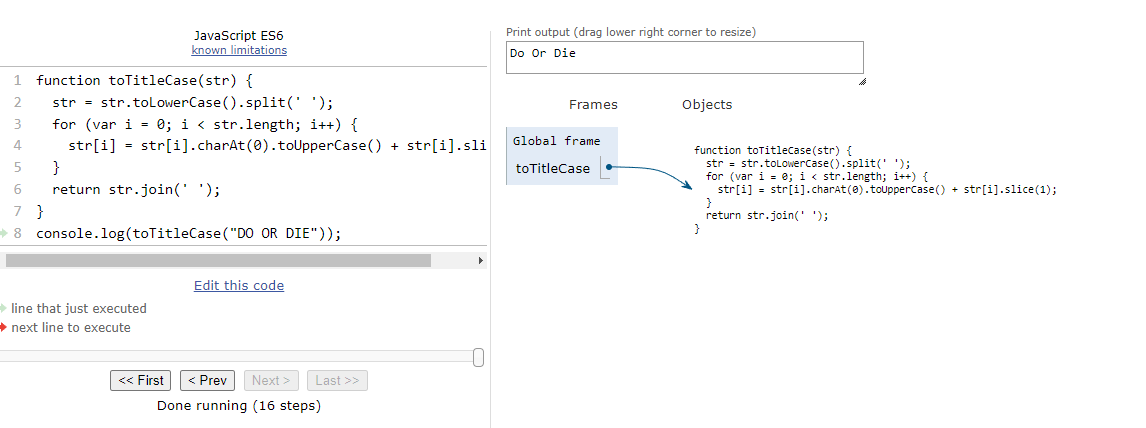 JavaScript ES6
known limitations
1 function toTitleCase(str) {
2   str = str.toLowerCase().split(' ');
3   for (var i = 0; i < str.length; i++) {
4     str[i] = str[i].charAt(0).toUpperCase() + str[i].sli
5   }
6   return str.join(' ');
7 }
8 console.log(toTitleCase("DO OR DIE"));
Edit this code
line that just executed
next line to execute
<< First < Prev Next > Last >>
Done running (16 steps)
Print output (drag lower right corner to resize)
Do Or Die
Frames Objects
Global frame
toTitleCase
function toTitleCase(str) {
  str = str.toLowerCase().split(' ');
  for (var i = 0; i < str.length; i++) {
    str[i] = str[i].charAt(0).toUpperCase() + str[i].slice(1);
  }
  return str.join(' ');
}